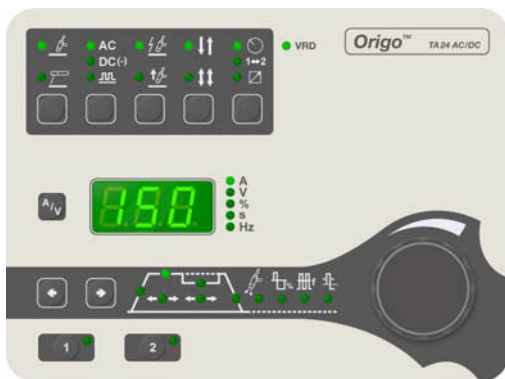 AC
VRD
Origo™ TA24 AC/DC
DC(-)
1↔2
A/V
150
A
V
%
s
Hz
%
f
1
2